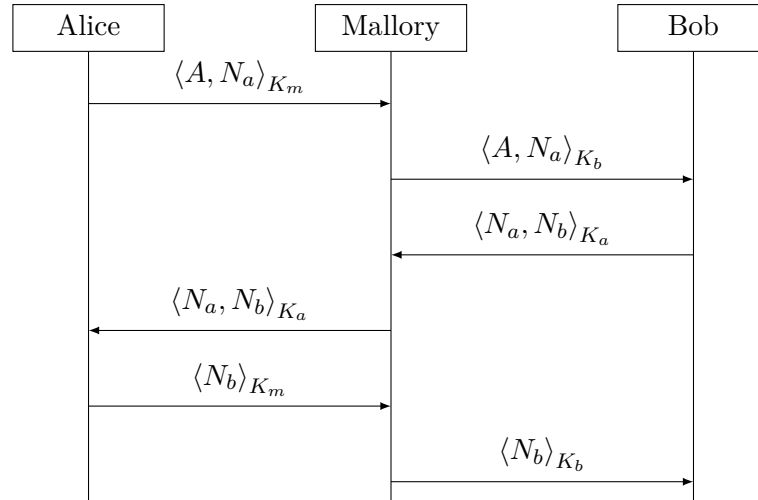 Alice Mallory Bob
⟨A, N_a⟩_{K_m}
⟨A, N_a⟩_{K_b}
⟨N_a, N_b⟩_{K_a}
⟨N_a, N_b⟩_{K_a}
⟨N_b⟩_{K_m}
⟨N_b⟩_{K_b}